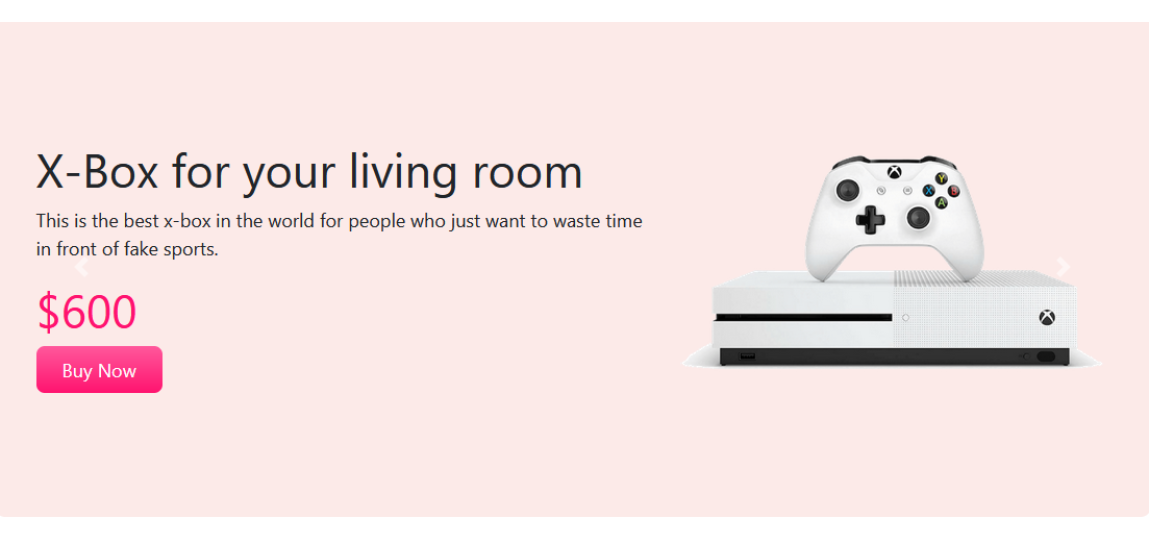 X-Box for your living room
This is the best x-box in the world for people who just want to waste time
in front of fake sports.
$600
Buy Now
Y
X
B
A